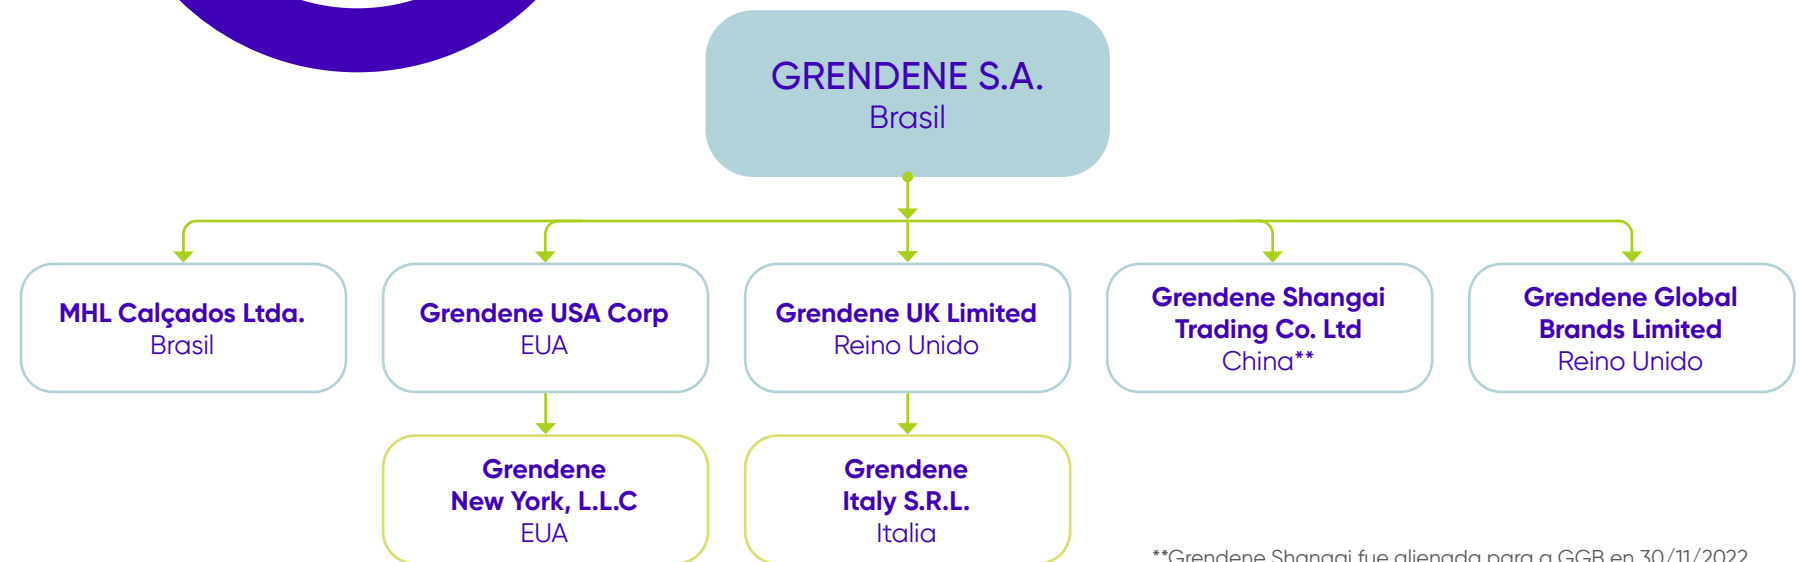 GRENDENE S.A.
Brasil
MHL Calçados Ltda.
Brasil
Grendene USA Corp
EUA
Grendene UK Limited
Reino Unido
Grendene Shangai
Trading Co. Ltd
China**
Grendene Global
Brands Limited
Reino Unido
Grendene
New York, L.L.C
EUA
Grendene
Italy S.R.L.
Italia
**Grendene Shangai fue alienada para a GGB en 30/11/2022